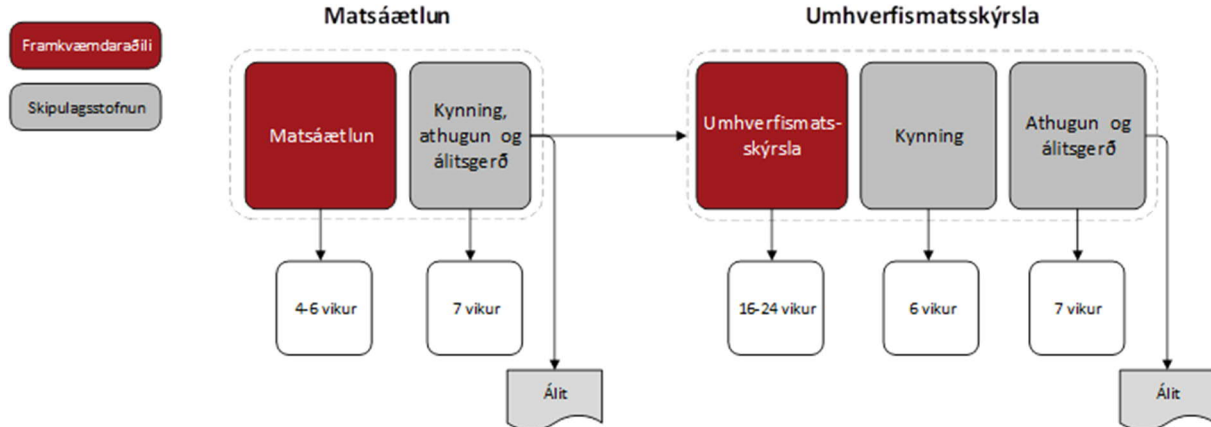 Matsáætlun
Umhverfismatsskýrsla
Framkvæmdaraðili
Skipulagsstofnun
Matsáætlun
Kynning,
athugun og
álitsgerð
Umhverfismats-
skýrsla
Kynning
Athugun og
álitsgerð
4-6 vikur
7 vikur
16-24 vikur
6 vikur
7 vikur
Álit
Álit